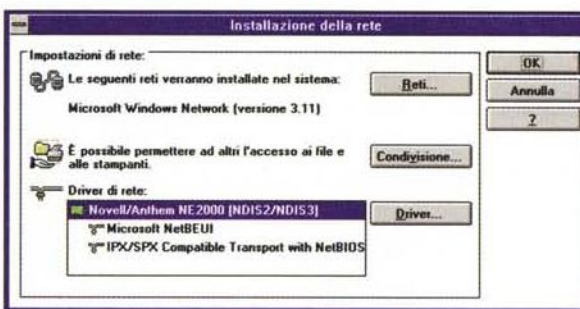 Installazione della rete
Impostazioni di rete:
Le seguenti reti verranno installate nel sistema:
Microsoft Windows Network (versione 3.11)
Reti...
È possibile permettere ad altri l'accesso ai file e
alle stampanti.
Condivisione...
Driver di rete:
Novell/Anthem NE2000 [NDIS2/NDIS3]
Microsoft NetBEUI
IPX/SPX Compatible Transport with NetBIOS
Driver...
OK
Annulla
?